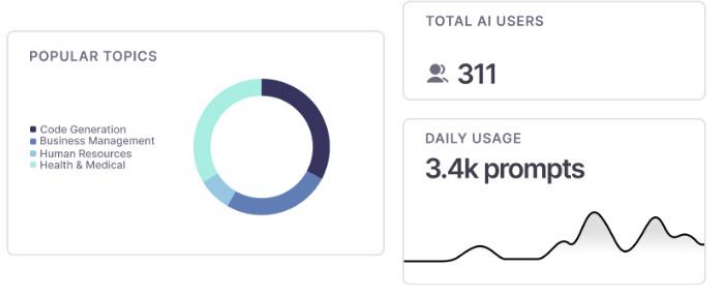 POPULAR TOPICS
Code Generation
Business Management
Human Resources
Health & Medical
TOTAL AI USERS
311
DAILY USAGE
3.4k prompts